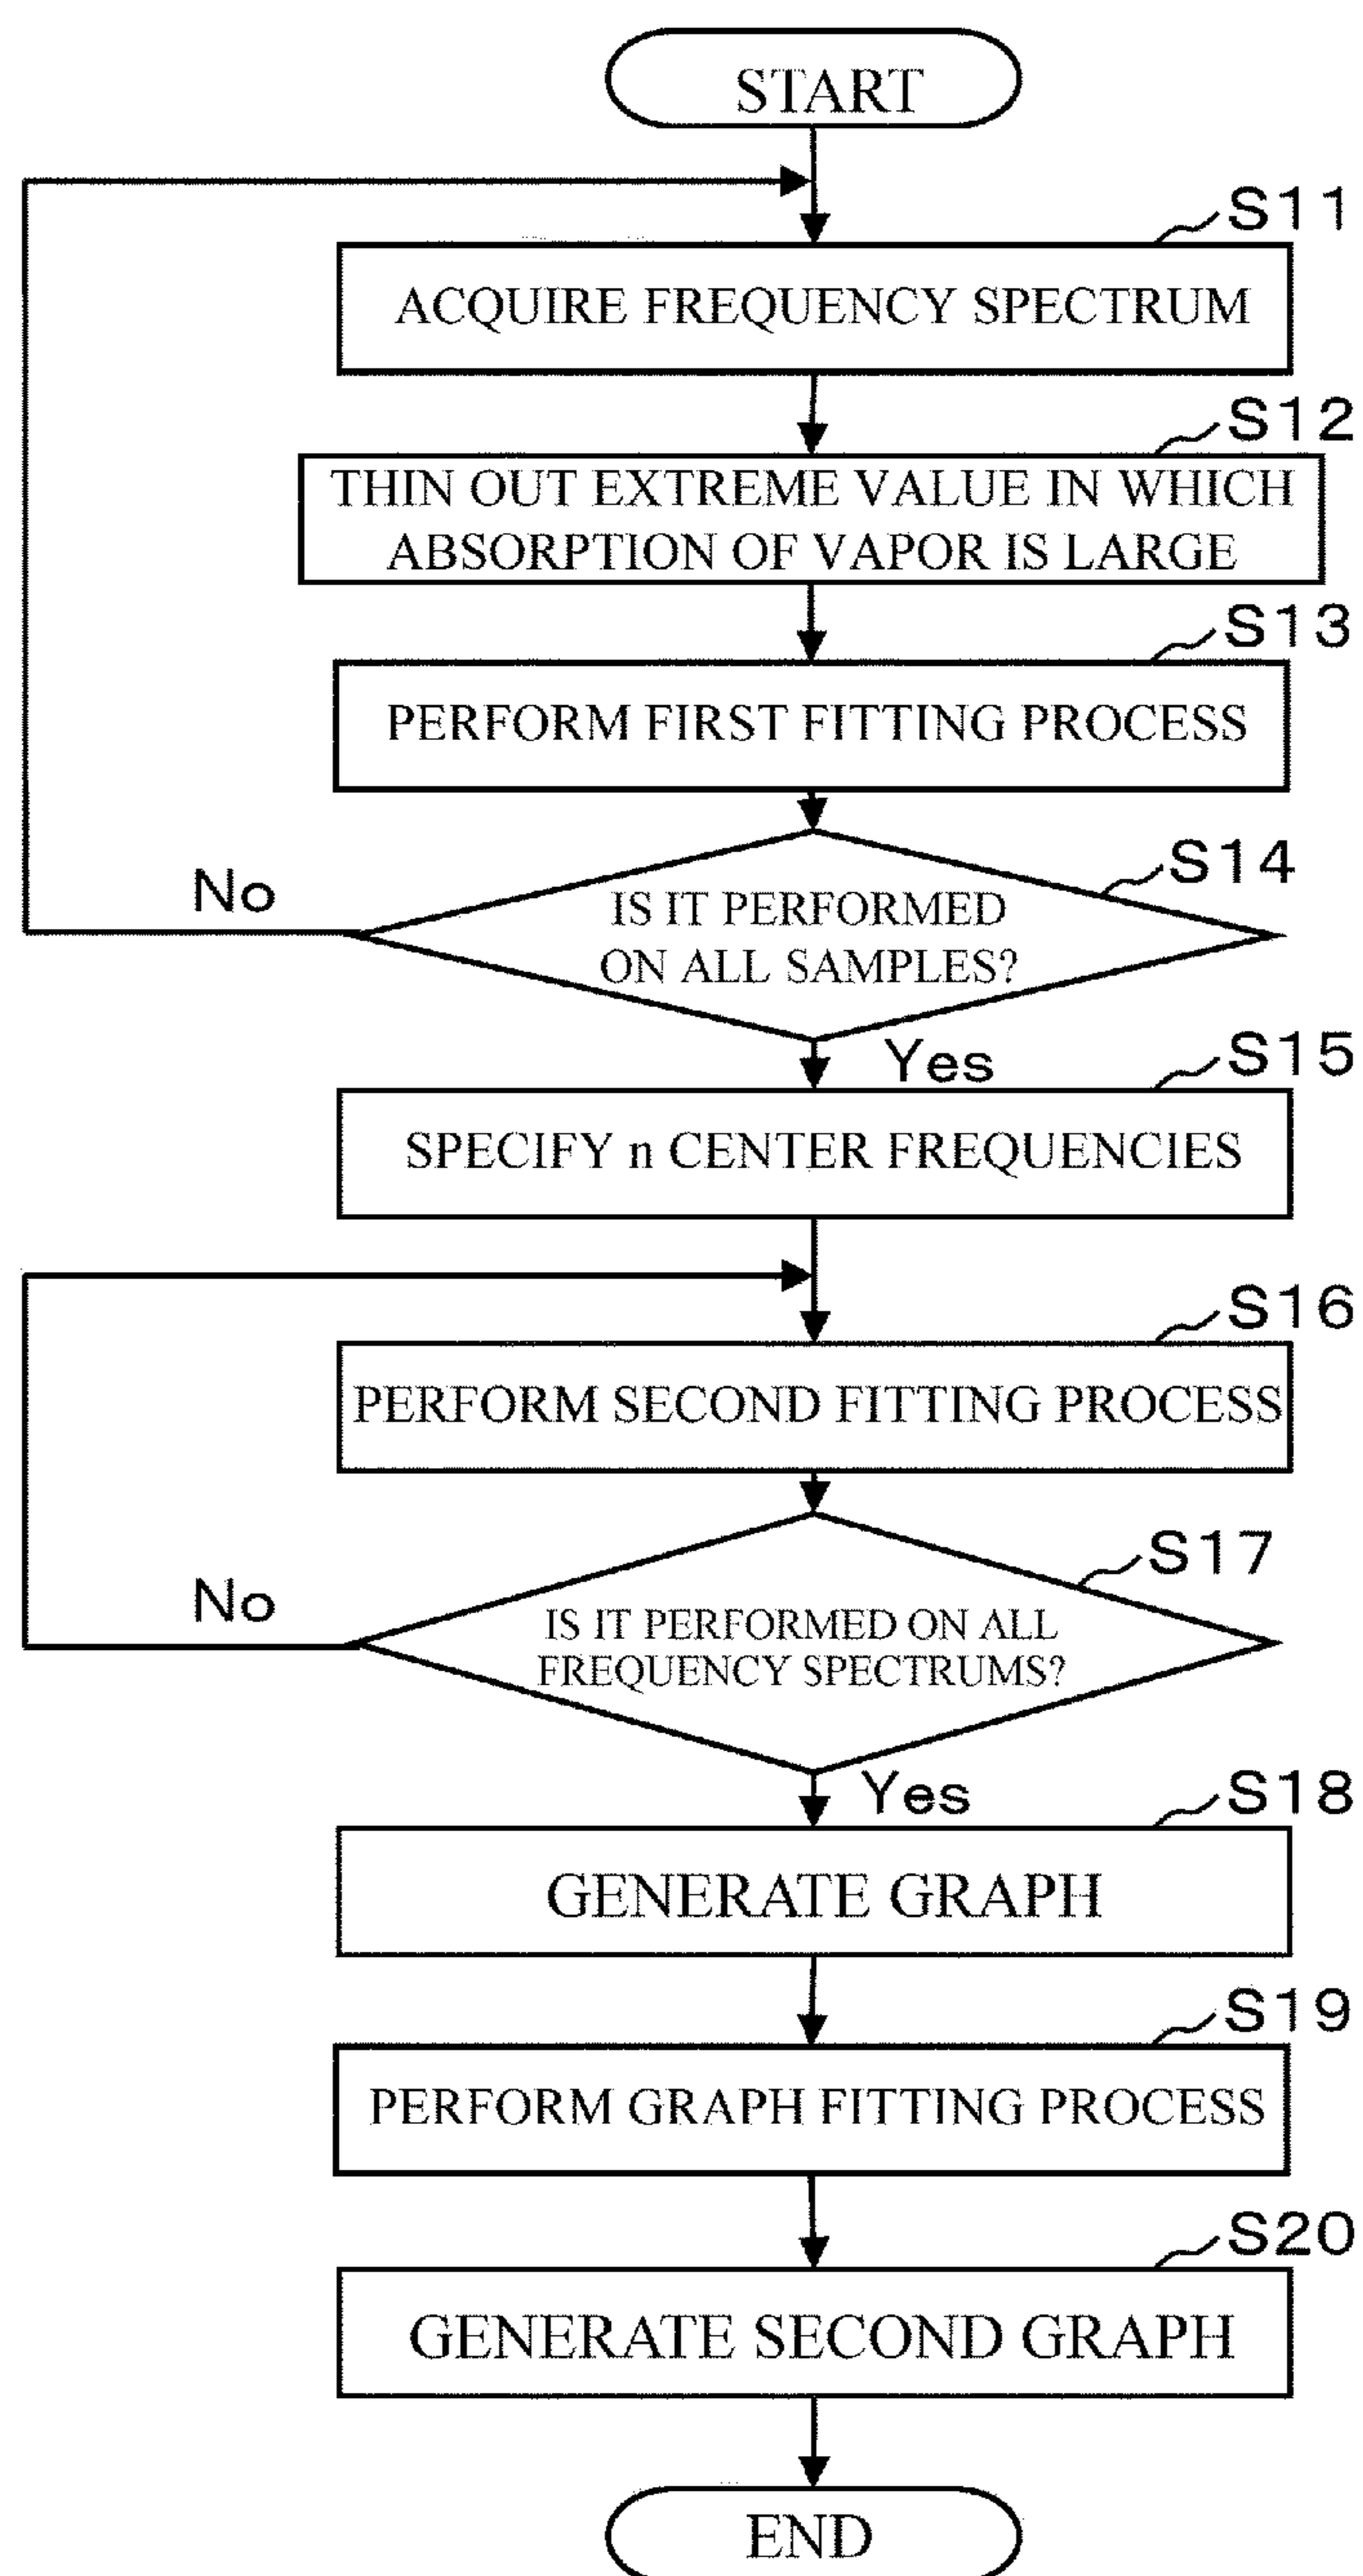 START
S11
ACQUIRE FREQUENCY SPECTRUM
S12
THIN OUT EXTREME VALUE IN WHICH
ABSORPTION OF VAPOR IS LARGE
S13
PERFORM FIRST FITTING PROCESS
S14
No
IS IT PERFORMED
ON ALL SAMPLES?
Yes
S15
SPECIFY n CENTER FREQUENCIES
S16
PERFORM SECOND FITTING PROCESS
S17
No
IS IT PERFORMED ON ALL
FREQUENCY SPECTRUMS?
Yes
S18
GENERATE GRAPH
S19
PERFORM GRAPH FITTING PROCESS
S20
GENERATE SECOND GRAPH
END